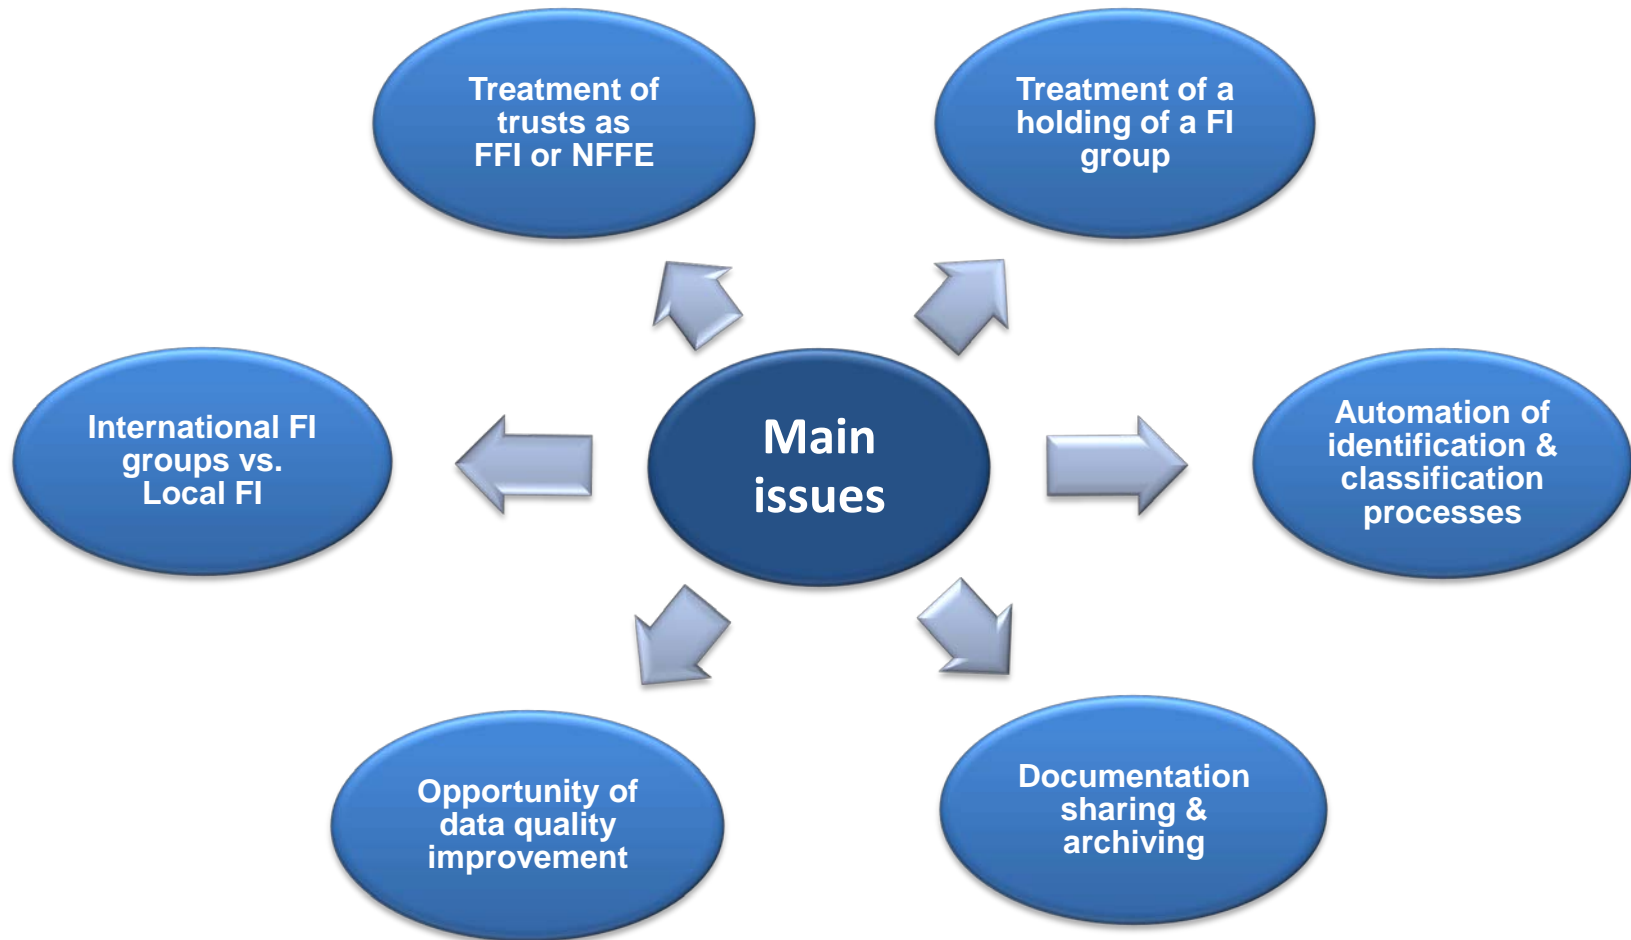 Treatment of
trusts as
FFI or NFFE
Treatment of a
holding of a FI
group
International FI
groups vs.
Local FI
Main
issues
Automation of
identification &
classification
processes
Opportunity of
data quality
improvement
Documentation
sharing &
archiving